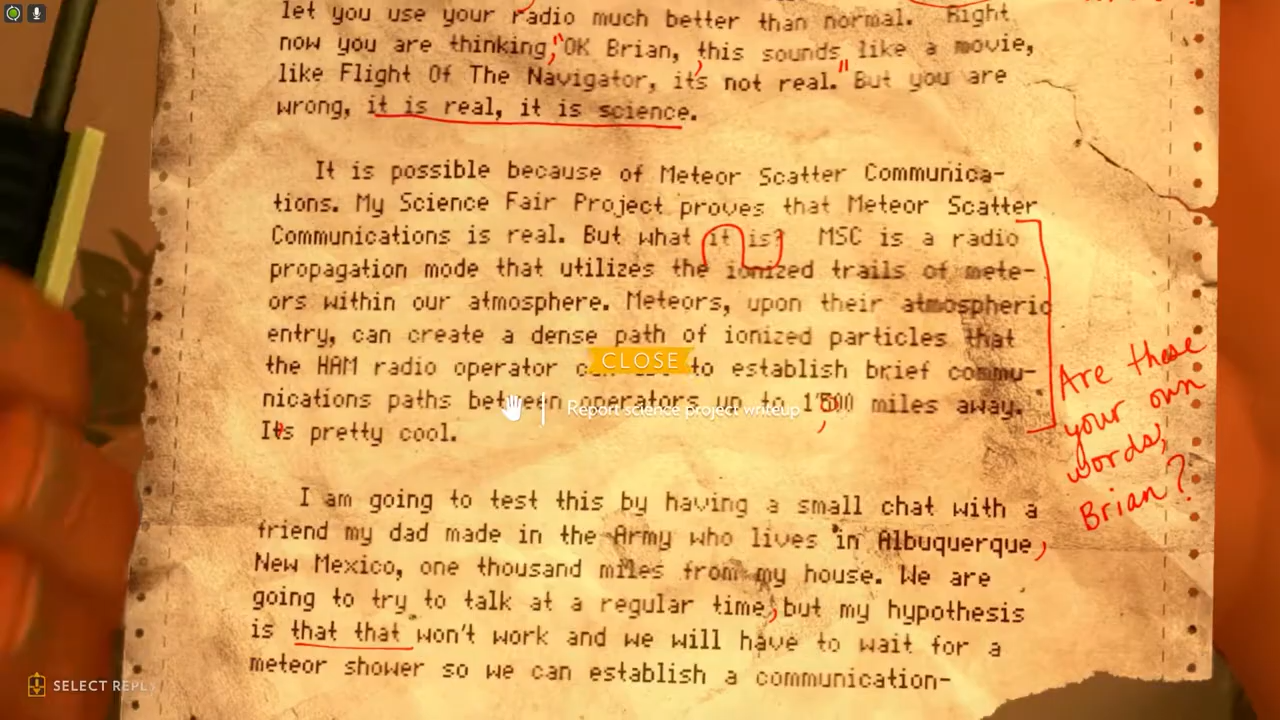 let you use your radio much better than normal. Right
now you are thinking, "OK Brian, this sounds like a movie,
like Flight Of The Navigator, it's not real." But you are
wrong, it is real, it is science.
It is possible because of Meteor Scatter Communica-
tions. My Science Fair Project proves that Meteor Scatter
Communications is real. But what it is? MSC is a radio
propagation mode that utilizes the ionized trails of mete-
ors within our atmosphere. Meteors, upon their atmospheric
entry, can create a dense path of ionized particles that
the HAM radio operator to establish brief commu-
CLOSE
nications paths between operators up to 1,500 miles away.
Report science project writeup
It's pretty cool.
Are these
your own
words,
Brian?
I am going to test this by having a small chat with a
friend my dad made in the Army who lives in Albuquerque,
New Mexico, one thousand miles from my house. We are
going to try to talk at a regular time, but my hypothesis
is that that won't work and we will have to wait for a
meteor shower so we can establish a communication-
SELECT REPLY